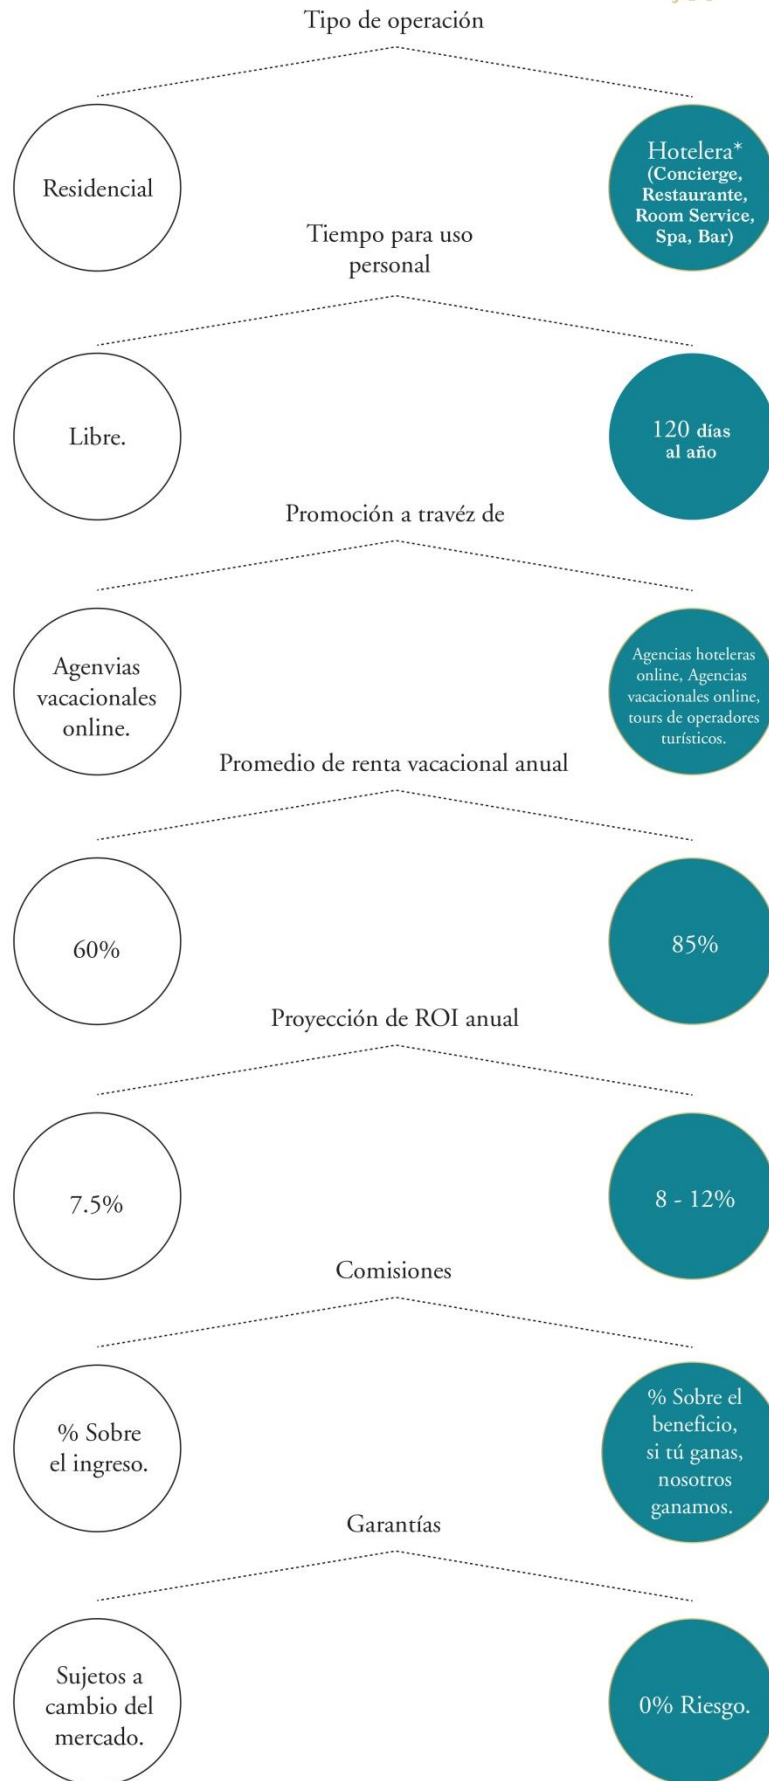 Tipo de operación
Residencial
Hotelera*
(Concierge,
Restaurante,
Room Service,
Spa, Bar)
Tiempo para uso
personal
Libre.
120 días
al año
Promoción a travéz de
Agenvias
vacacionales
online.
Agencias hoteleras
online, Agencias
vacacionales online,
tours de operadores
turísticos.
Promedio de renta vacacional anual
60%
85%
Proyección de ROI anual
7.5%
8 - 12%
Comisiones
% Sobre
el ingreso.
% Sobre el
beneficio,
si tú ganas,
nosotros
ganamos.
Garantías
Sujetos a
cambio del
mercado.
0% Riesgo.